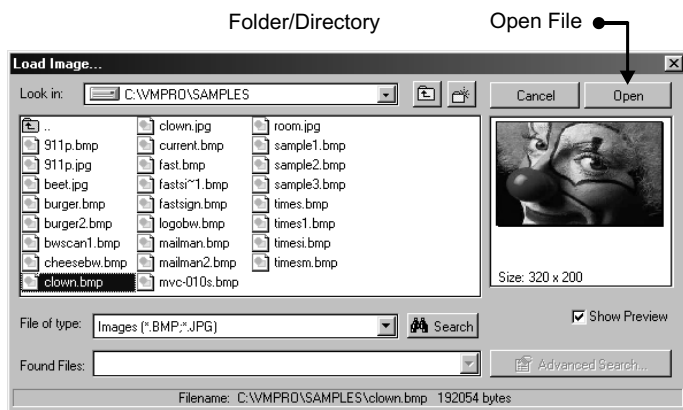 Folder/Directory
Open File
Load Image...
Look in:
C:\VMPRO\SAMPLES
Cancel
Open
..
911p.bmp
911p.jpg
beet.jpg
burger.bmp
burger2.bmp
bwscan1.bmp
cheesebw.bmp
clown.bmp
clown.jpg
current.bmp
fast.bmp
fastsi~1.bmp
fastsign.bmp
logobw.bmp
mailman.bmp
mailman2.bmp
mvc-010s.bmp
room.jpg
sample1.bmp
sample2.bmp
sample3.bmp
times.bmp
times1.bmp
timesi.bmp
timesm.bmp
Size: 320 x 200
File of type:
Images (*.BMP;*.JPG)
Search
Show Preview
Found Files:
Advanced Search...
Filename: C:\VMPRO\SAMPLES\clown.bmp 192054 bytes